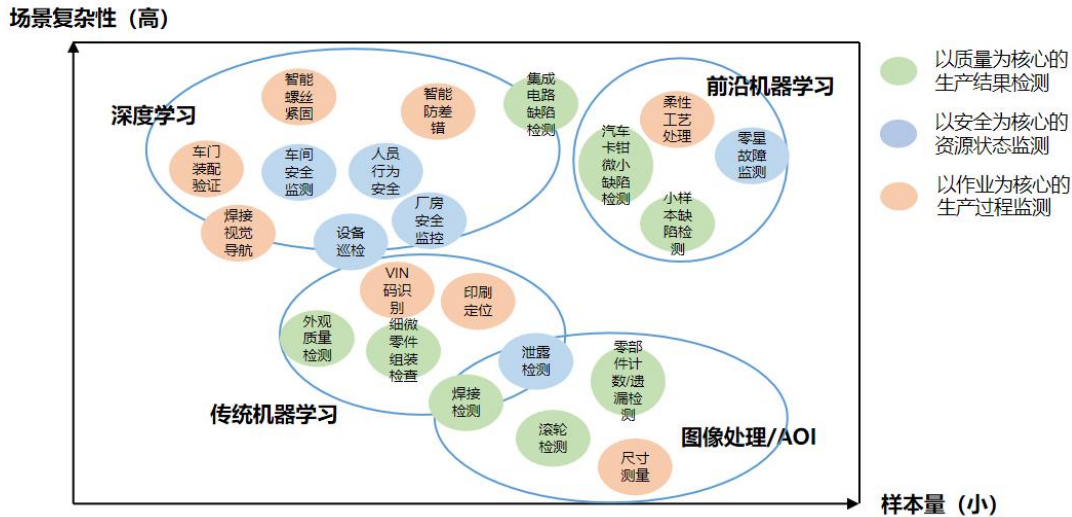 场景复杂性（高）
深度学习
智能
螺丝
紧固
智能
防差
错
集成
电路
缺陷
检测
车门
装配
验证
车间
安全
监测
人员
行为
安全
焊接
视觉
导航
设备
巡检
厂房
安全
监控
前沿机器学习
柔性
工艺
处理
汽车
卡钳
微小
缺陷
检测
零星
故障
监测
小样
本缺
陷检
测
以质量为核心的
生产结果检测
以安全为核心的
资源状态监测
以作业为核心的
生产过程监测
VIN
码识
别
印刷
定位
外观
质量
检测
细微
零件
组装
检查
传统机器学习
泄露
检测
焊接
检测
零部
件计
数/遗
漏检
测
滚轮
检测
图像处理/AOI
尺寸
测量
样本量（小）